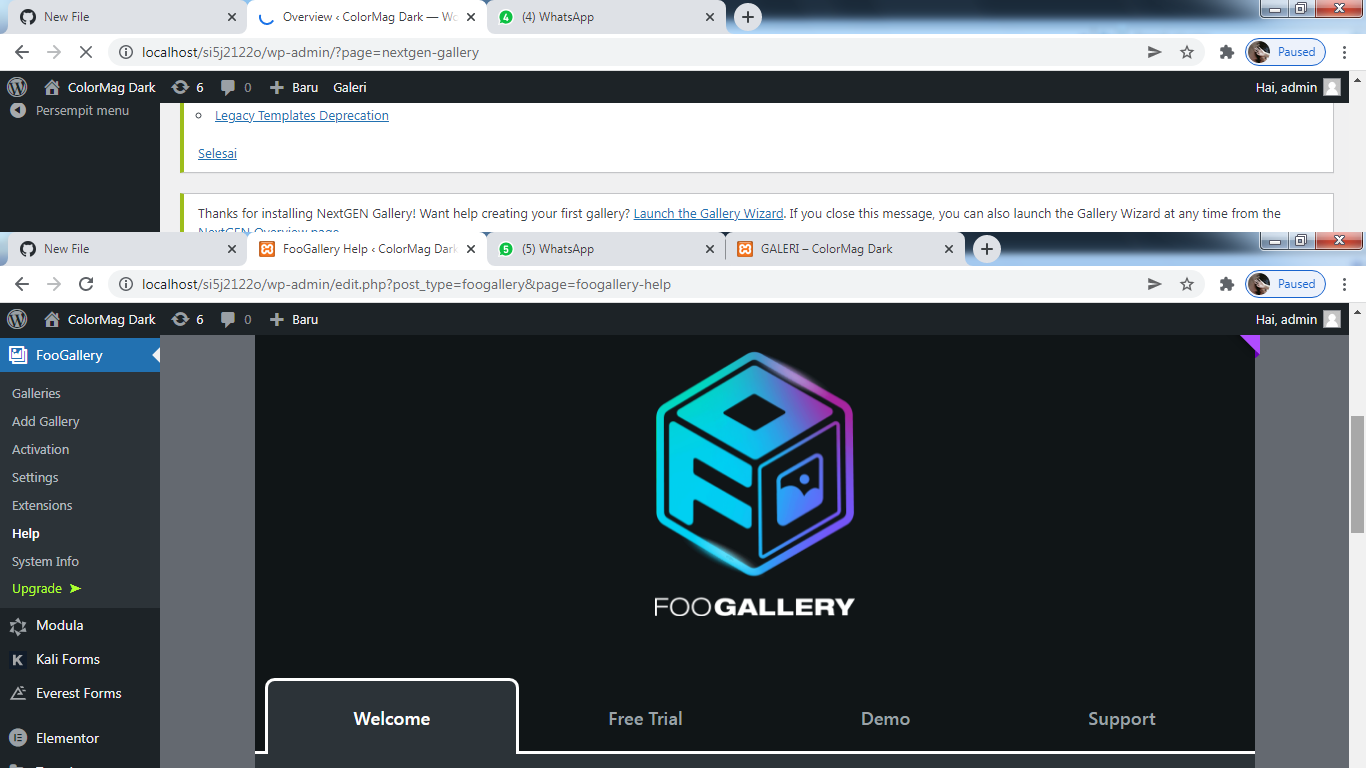 New File
Overview ‹ ColorMag Dark — Wo
(4) WhatsApp
localhost/si5j2122o/wp-admin/?page=nextgen-gallery
Paused
ColorMag Dark
6
0
Baru
Galeri
Hai, admin
Persempit menu
Legacy Templates Deprecation
Selesai
Thanks for installing NextGEN Gallery! Want help creating your first gallery? Launch the Gallery Wizard. If you close this message, you can also launch the Gallery Wizard at any time from the
NextGEN Overview page
New File
FooGallery Help ‹ ColorMag Dark
(5) WhatsApp
GALERI – ColorMag Dark
localhost/si5j2122o/wp-admin/edit.php?post_type=foogallery&page=foogallery-help
Paused
ColorMag Dark
6
0
Baru
Hai, admin
FooGallery
Galleries
Add Gallery
Activation
Settings
Extensions
Help
System Info
Upgrade ➤
Modula
Kali Forms
Everest Forms
Elementor
FOOGALLERY
Welcome
Free Trial
Demo
Support